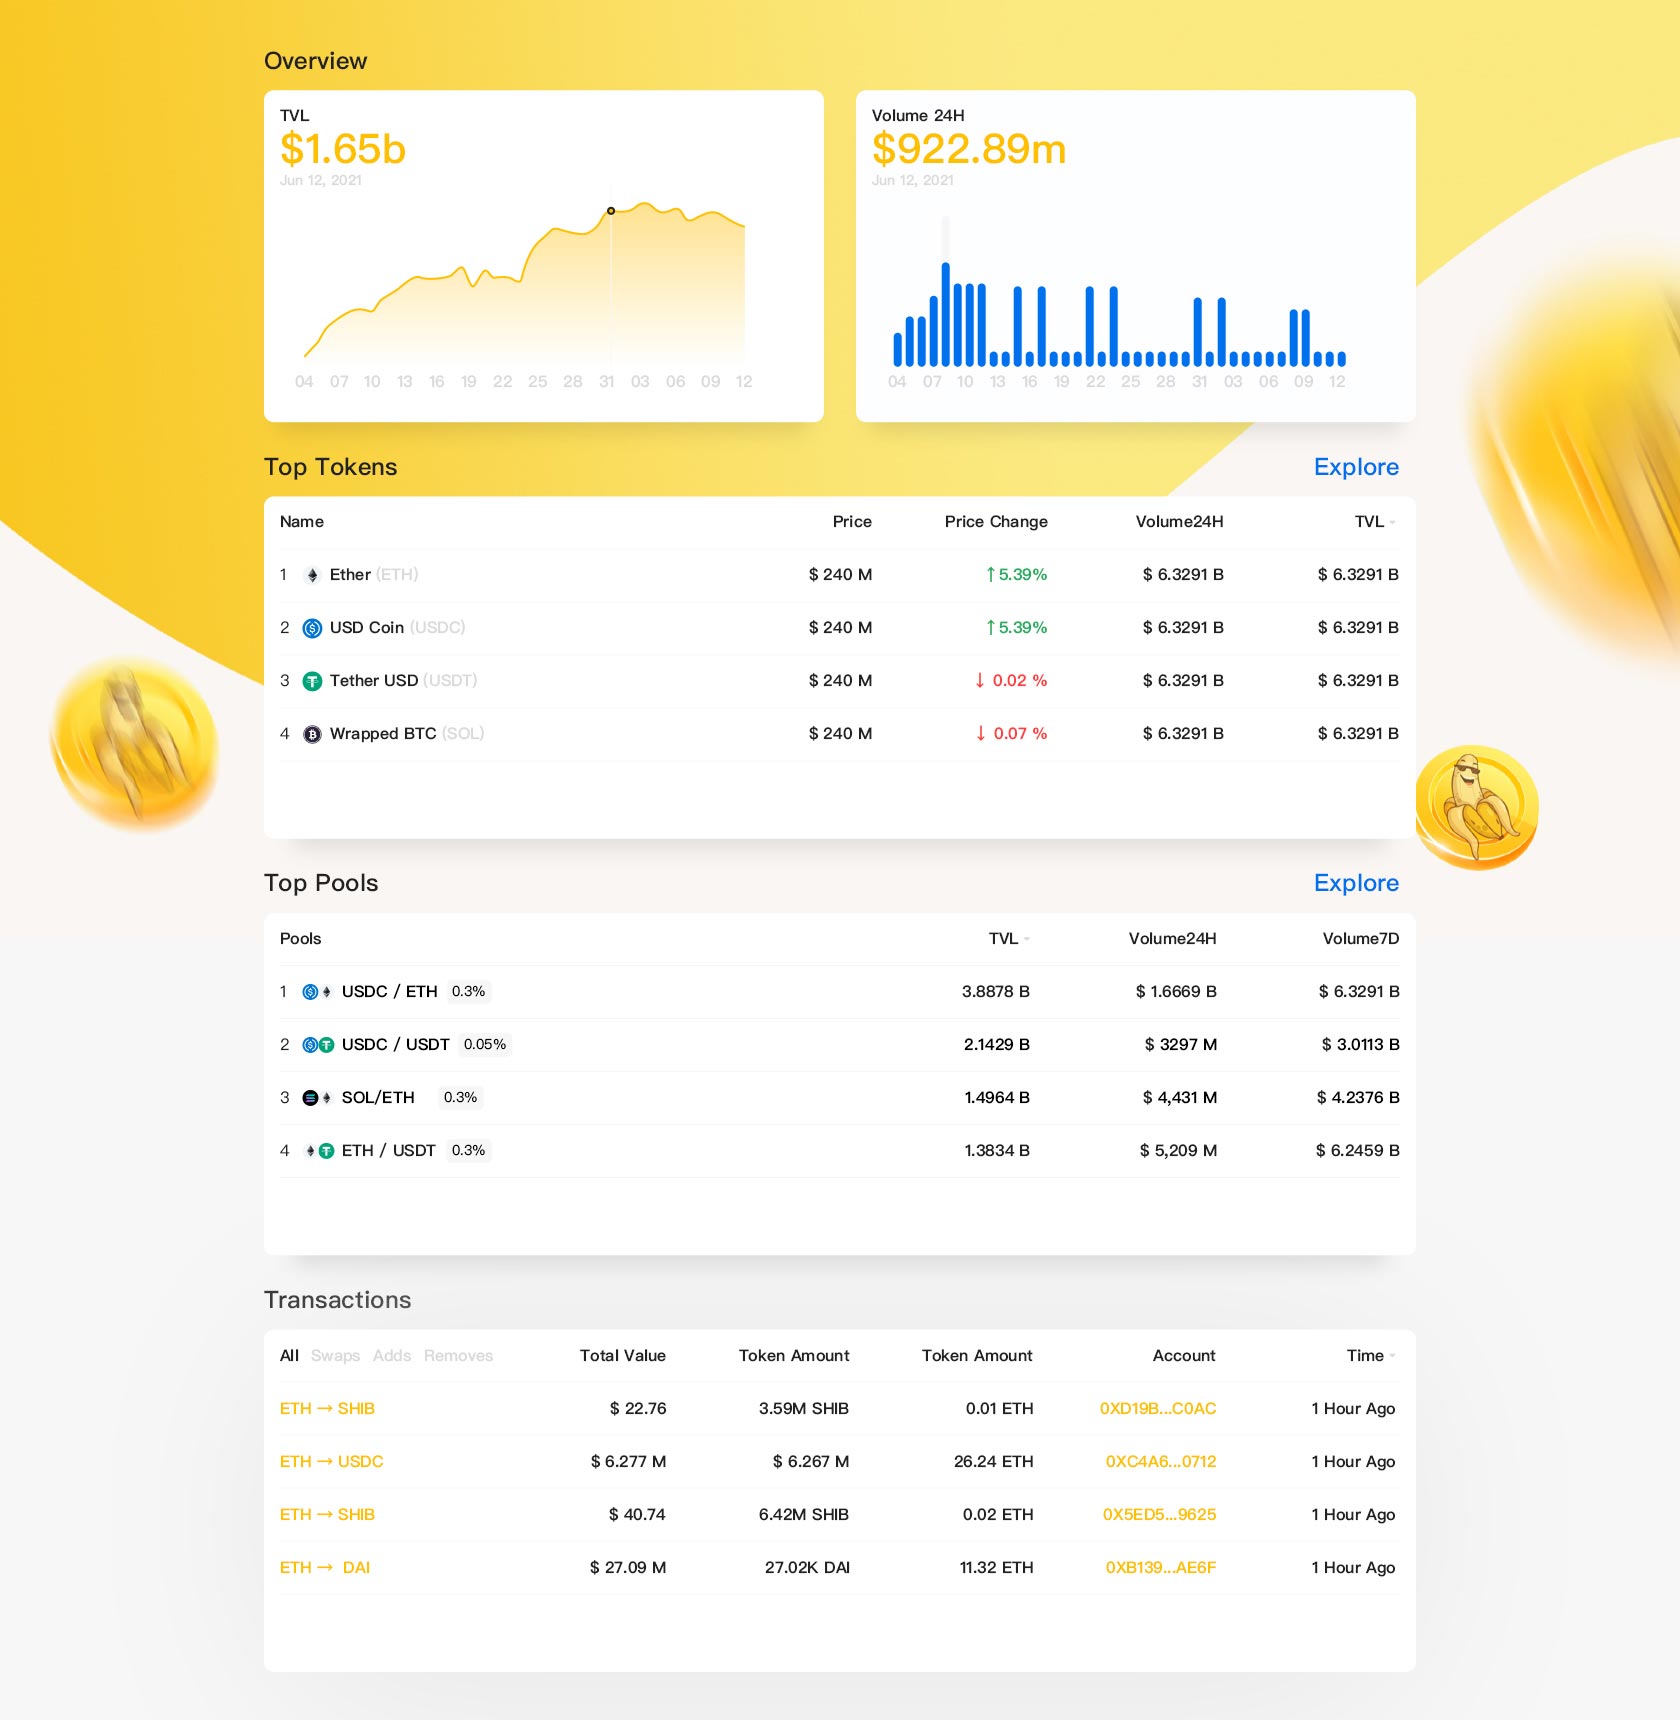 Overview
TVL
$1.65b
Jun 12, 2021
04 07 10 13 16 19 22 25 28 31 03 06 09 12
Volume 24H
$922.89m
Jun 12, 2021
04 07 10 13 16 19 22 25 28 31 03 06 09 12
Top Tokens Explore
Name Price Price Change Volume24H TVL
1 Ether (ETH) $ 240 M ↑5.39% $ 6.3291 B $ 6.3291 B
2 USD Coin (USDC) $ 240 M ↑5.39% $ 6.3291 B $ 6.3291 B
3 Tether USD (USDT) $ 240 M ↓ 0.02 % $ 6.3291 B $ 6.3291 B
4 Wrapped BTC (SOL) $ 240 M ↓ 0.07 % $ 6.3291 B $ 6.3291 B
Top Pools Explore
Pools TVL Volume24H Volume7D
1 USDC / ETH 0.3% 3.8878 B $ 1.6669 B $ 6.3291 B
2 USDC / USDT 0.05% 2.1429 B $ 3297 M $ 3.0113 B
3 SOL/ETH 0.3% 1.4964 B $ 4,431 M $ 4.2376 B
4 ETH / USDT 0.3% 1.3834 B $ 5,209 M $ 6.2459 B
Transactions
All Swaps Adds Removes Total Value Token Amount Token Amount Account Time
ETH → SHIB $ 22.76 3.59M SHIB 0.01 ETH 0XD19B...C0AC 1 Hour Ago
ETH → USDC $ 6.277 M $ 6.267 M 26.24 ETH 0XC4A6...0712 1 Hour Ago
ETH → SHIB $ 40.74 6.42M SHIB 0.02 ETH 0X5ED5...9625 1 Hour Ago
ETH → DAI $ 27.09 M 27.02K DAI 11.32 ETH 0XB139...AE6F 1 Hour Ago